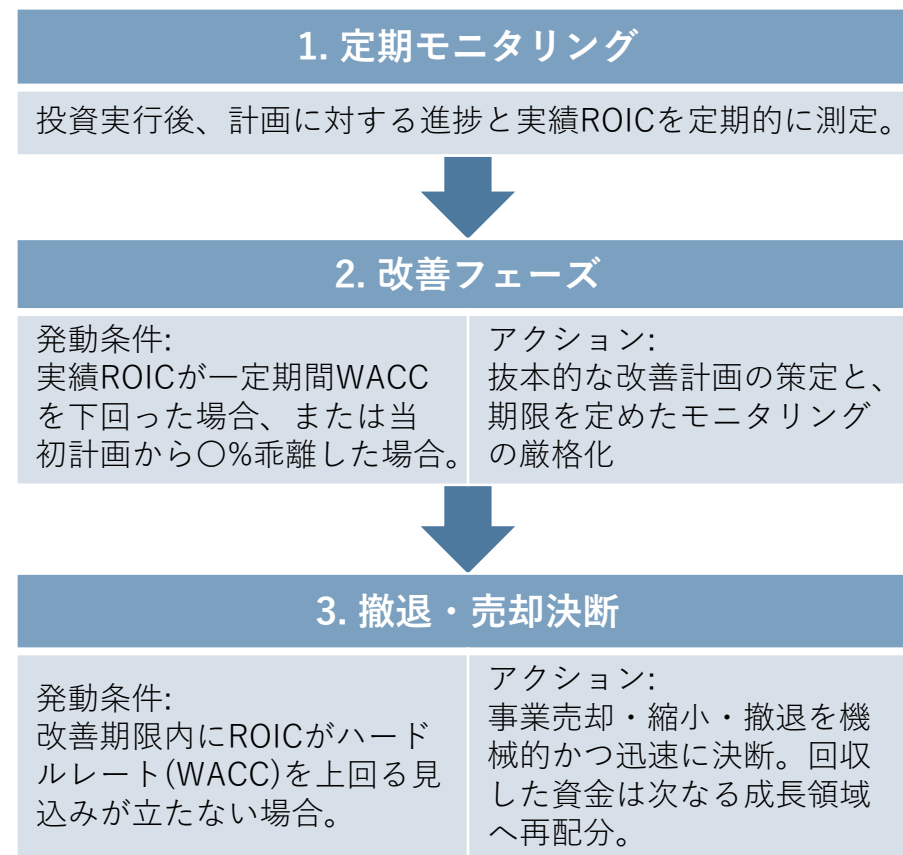 1. 定期モニタリング
投資実行後、計画に対する進捗と実績ROICを定期的に測定。
2. 改善フェーズ
発動条件:
実績ROICが一定期間WACC
を下回った場合、または当
初計画から〇%乖離した場合。
アクション:
抜本的な改善計画の策定と、
期限を定めたモニタリング
の厳格化
3. 撤退・売却決断
発動条件:
改善期限内にROICがハード
ルレート(WACC)を上回る見
込みが立たない場合。
アクション:
事業売却・縮小・撤退を機
械的かつ迅速に決断。回収
した資金は次なる成長領域
へ再配分。